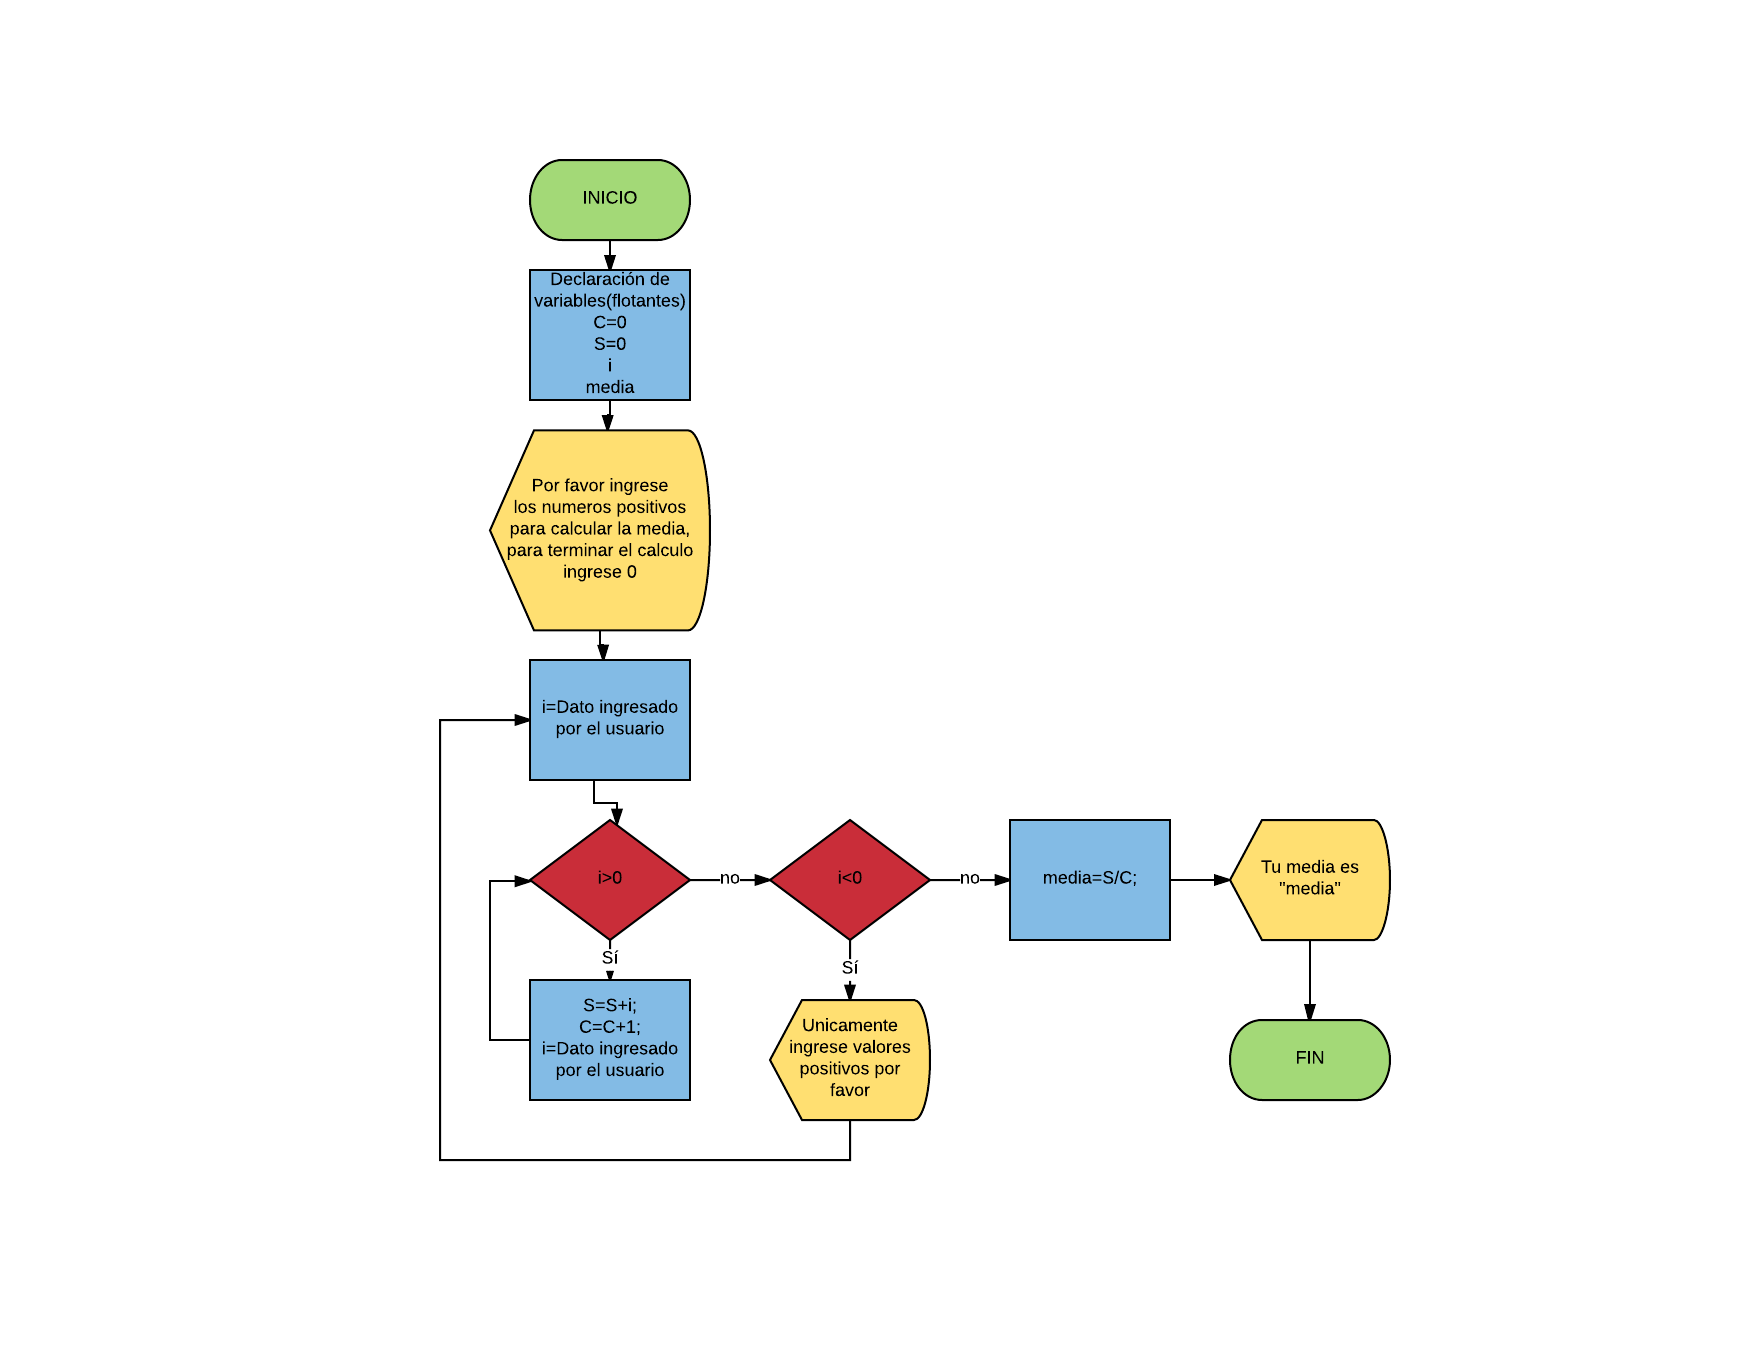 INICIO
Declaración de
variables(flotantes)
C=0
S=0
i
media
Por favor ingrese
los numeros positivos
para calcular la media,
para terminar el calculo
ingrese 0
i=Dato ingresado
por el usuario
i>0
no
i<0
no
media=S/C;
Tu media es
"media"
Sí
Sí
S=S+i;
C=C+1;
i=Dato ingresado
por el usuario
Unicamente
ingrese valores
positivos por
favor
FIN